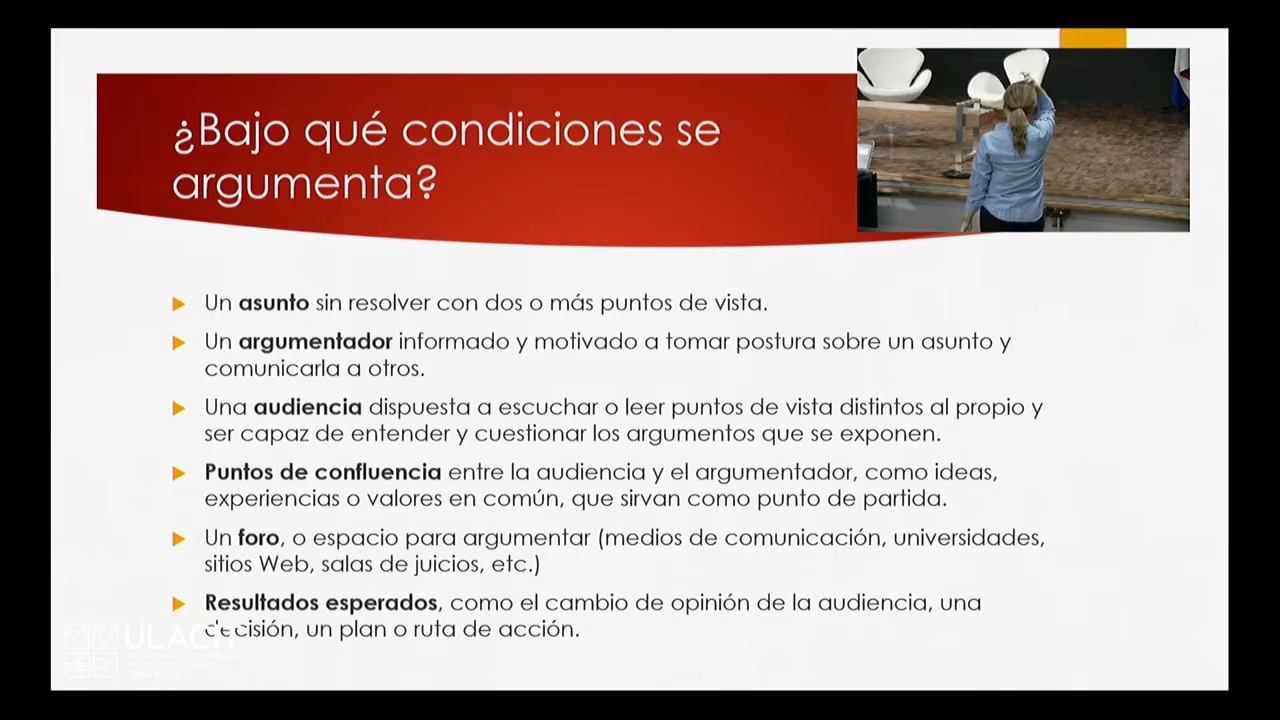 ¿Bajo qué condiciones se
argumenta?
Un asunto sin resolver con dos o más puntos de vista.
Un argumentador informado y motivado a tomar postura sobre un asunto y
comunicarla a otros.
Una audiencia dispuesta a escuchar o leer puntos de vista distintos al propio y
ser capaz de entender y cuestionar los argumentos que se exponen.
Puntos de confluencia entre la audiencia y el argumentador, como ideas,
experiencias o valores en común, que sirvan como punto de partida.
Un foro, o espacio para argumentar (medios de comunicación, universidades,
sitios Web, salas de juicios, etc.)
Resultados esperados, como el cambio de opinión de la audiencia, una
decisión, un plan o ruta de acción.
ULACIT